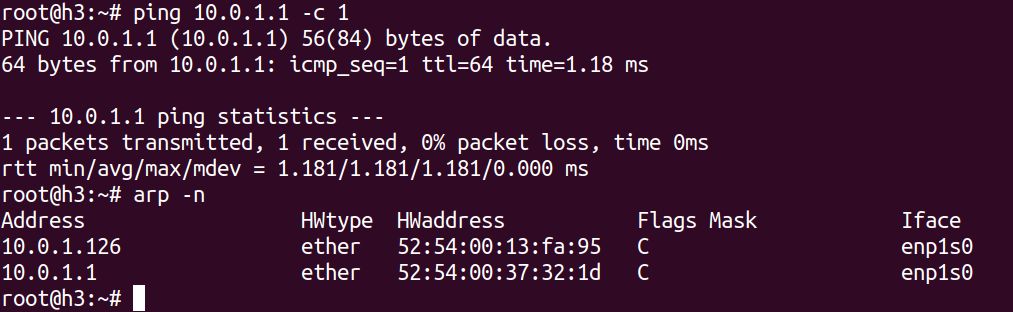 root@h3:~# ping 10.0.1.1 -c 1
PING 10.0.1.1 (10.0.1.1) 56(84) bytes of data.
64 bytes from 10.0.1.1: icmp_seq=1 ttl=64 time=1.18 ms
--- 10.0.1.1 ping statistics ---
1 packets transmitted, 1 received, 0% packet loss, time 0ms
rtt min/avg/max/mdev = 1.181/1.181/1.181/0.000 ms
root@h3:~# arp -n
Address                  HWtype  HWaddress           Flags Mask            Iface
10.0.1.126               ether   52:54:00:13:fa:95   C                     enp1s0
10.0.1.1                 ether   52:54:00:37:32:1d   C                     enp1s0
root@h3:~#